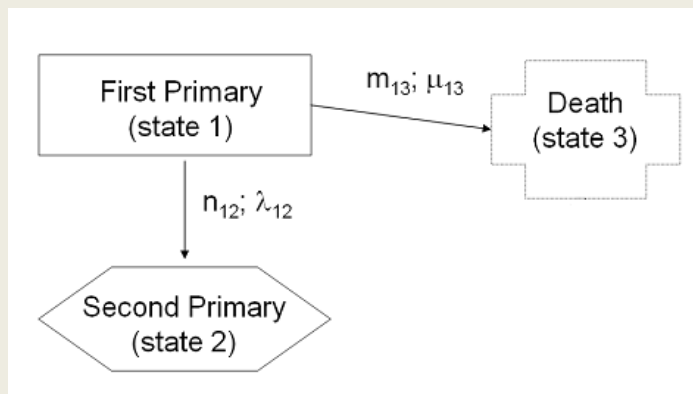 First Primary
(state 1)
m₁₃; μ₁₃
Death
(state 3)
n₁₂; λ₁₂
Second Primary
(state 2)